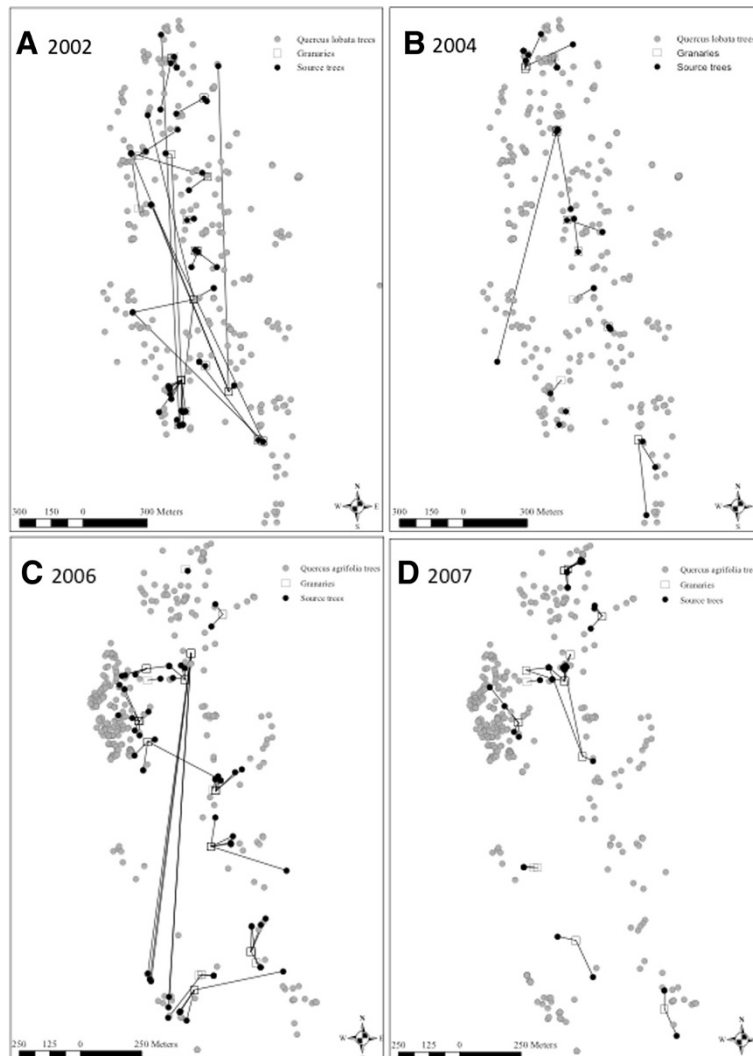 A 2002
Quercus lobata trees
Granaries
Source trees
N
W E
S
300 150 0 300 Meters
B 2004
Quercus lobata trees
Granaries
Source trees
N
W E
S
300 150 0 300 Meters
C 2006
Quercus agrifolia trees
Granaries
Source trees
N
W E
S
250 125 0 250 Meters
D 2007
Quercus agrifolia trees
Granaries
Source trees
N
W E
S
250 125 0 250 Meters